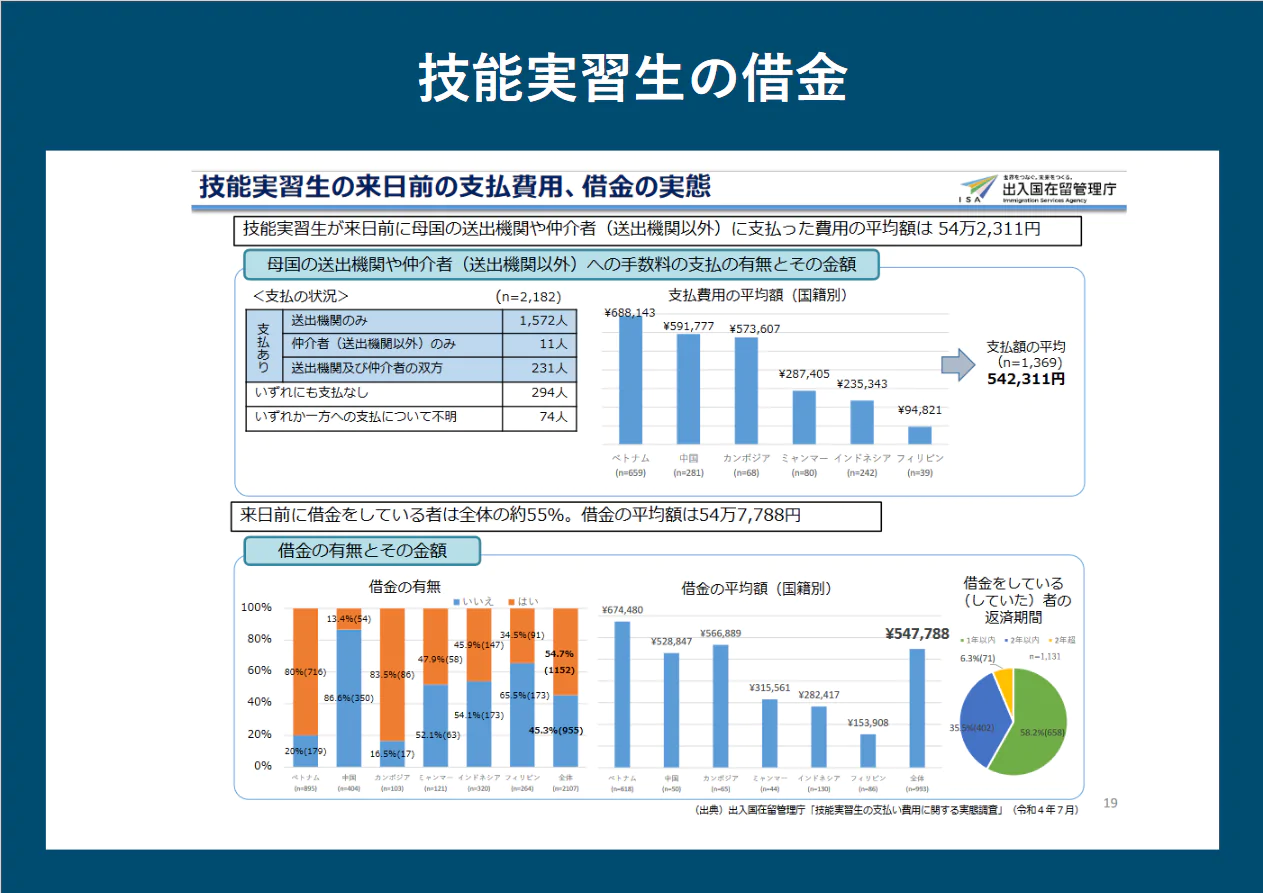 技能実習生の借金
技能実習生の来日前の支払費用、借金の実態
世界をつなぐ。未来をつくる。
出入国在留管理庁
Immigration Services Agency
ISA
技能実習生が来日前に母国の送出機関や仲介者（送出機関以外）に支払った費用の平均額は 54万2,311円
母国の送出機関や仲介者（送出機関以外）への手数料の支払の有無とその金額
＜支払の状況＞ (n=2,182)
支払あり
送出機関のみ 1,572人
仲介者（送出機関以外）のみ 11人
送出機関及び仲介者の双方 231人
いずれにも支払なし 294人
いずれか一方への支払について不明 74人
支払費用の平均額（国籍別）
¥688,143 ¥591,777 ¥573,607 ¥287,405 ¥235,343 ¥94,821
ベトナム 中国 カンボジア ミャンマー インドネシア フィリピン
(n=659) (n=281) (n=68) (n=80) (n=242) (n=39)
支払額の平均
(n=1,369)
542,311円
来日前に借金をしている者は全体の約55%。借金の平均額は54万7,788円
借金の有無とその金額
借金の有無
いいえ はい
100%
80%
60%
40%
20%
0%
80%(716) 13.4%(54) 83.5%(86) 47.9%(58) 45.9%(147) 34.5%(91) 54.7%
(1152)
20%(179) 86.6%(350) 16.5%(17) 52.1%(63) 54.1%(173) 65.5%(173) 45.3%(955)
ベトナム 中国 カンボジア ミャンマー インドネシア フィリピン 全体
(n=895) (n=404) (n=103) (n=121) (n=320) (n=264) (n=2107)
借金の平均額（国籍別）
¥674,480 ¥528,847 ¥566,889 ¥315,561 ¥282,417 ¥153,908 ¥547,788
ベトナム 中国 カンボジア ミャンマー インドネシア フィリピン 全体
(n=618) (n=50) (n=65) (n=44) (n=130) (n=86) (n=993)
借金をしている
（していた）者の
返済期間
1年以内 2年以内 2年超
n=1,131
6.3%(71)
35.5%(402)
58.2%(658)
（出典）出入国在留管理庁「技能実習生の支払い費用に関する実態調査」（令和４年７月）
19